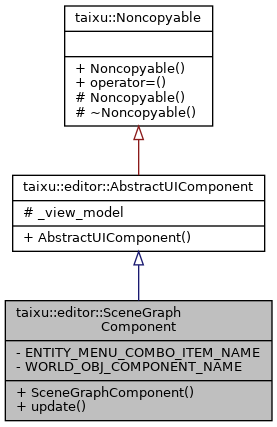 taixu::Noncopyable
+ Noncopyable()
+ operator=()
# Noncopyable()
# ~Noncopyable()
taixu::editor::AbstractUIComponent
# _view_model
+ AbstractUIComponent()
taixu::editor::SceneGraph
Component
- ENTITY_MENU_COMBO_ITEM_NAME
- WORLD_OBJ_COMPONENT_NAME
+ SceneGraphComponent()
+ update()